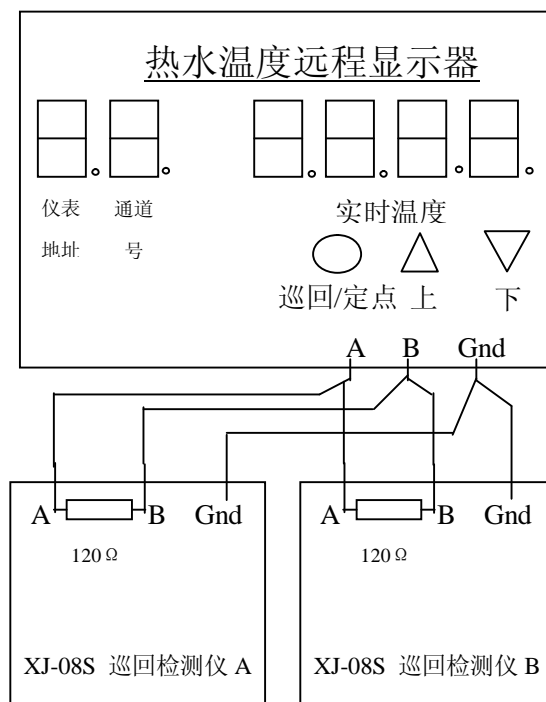 热水温度远程显示器
仪表 通道
地址 号
实时温度
巡回/定点 上 下
A B Gnd
A B Gnd A B Gnd
120Ω 120Ω
XJ-08S 巡回检测仪 A XJ-08S 巡回检测仪 B